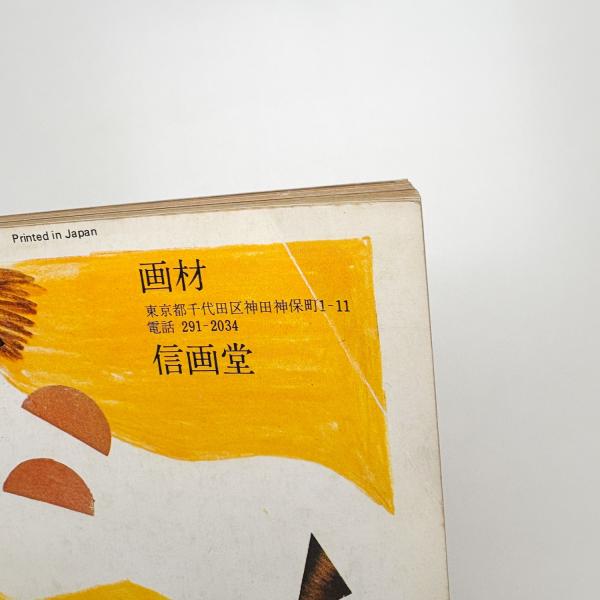 Printed in Japan
画材
東京都千代田区神田神保町1-11
電話 291-2034
信画堂